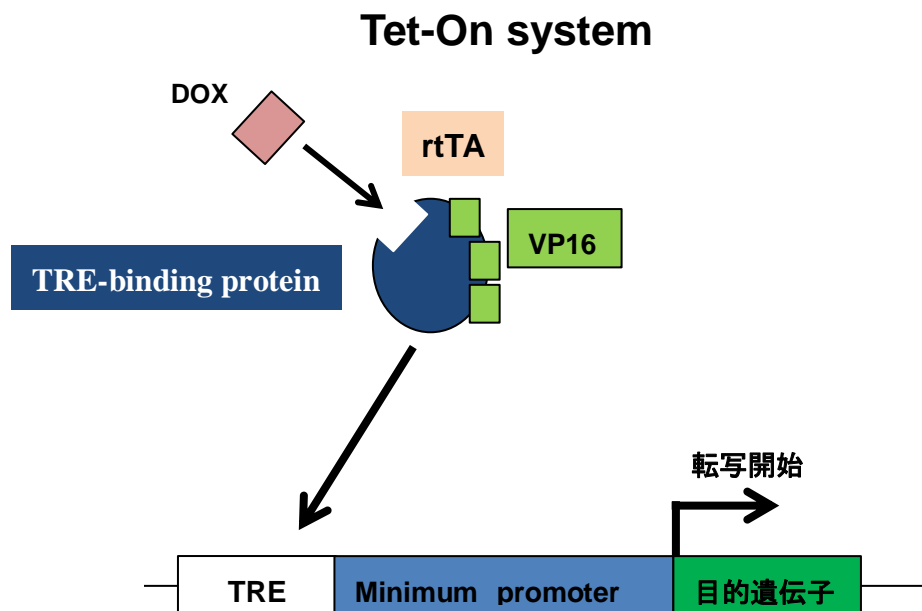 Tet-On system
DOX
rtTA
VP16
TRE-binding protein
転写開始
TRE
Minimum promoter
目的遺伝子